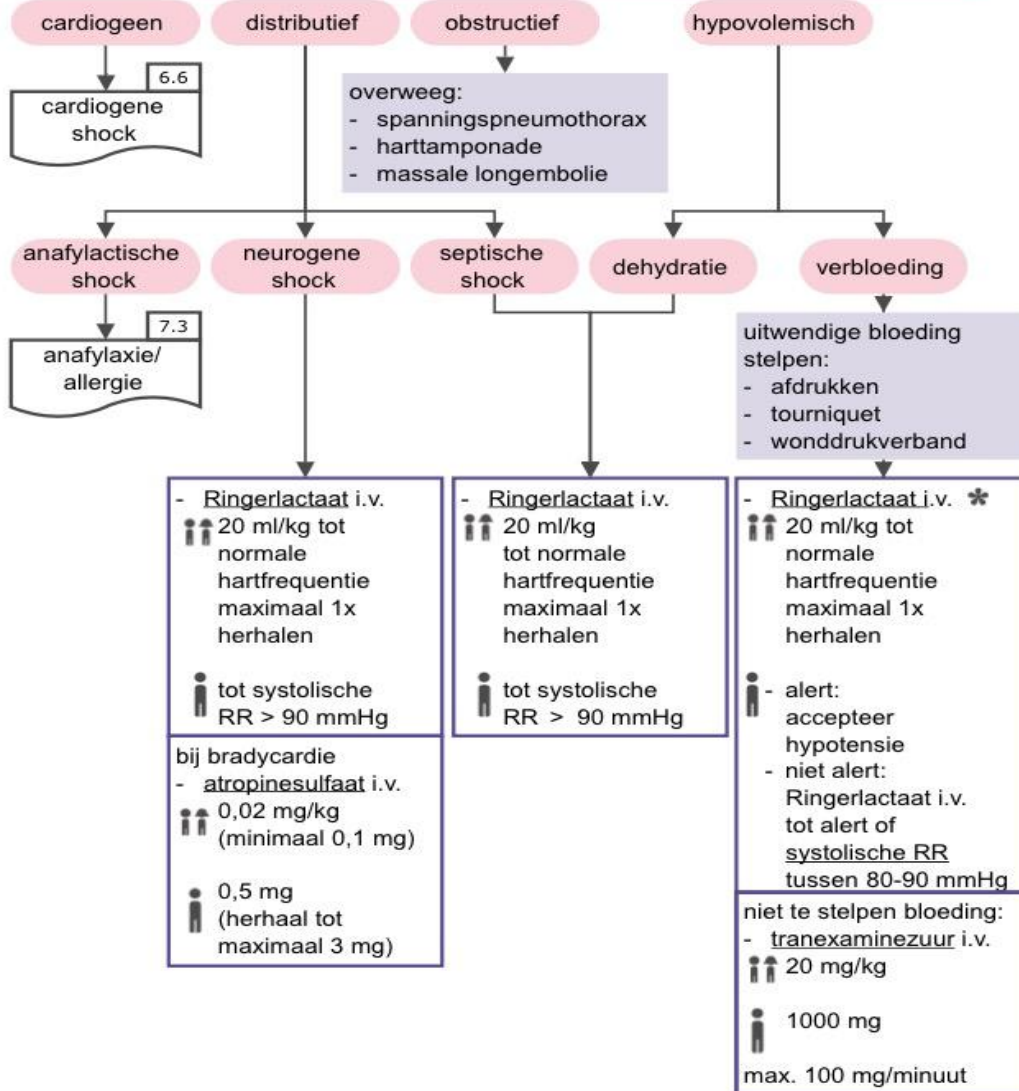 cardiogeen
distributief
obstructief
hypovolemisch
6.6
cardiogene
shock
overweeg:
- spanningspneumothorax
- harttamponade
- massale longembolie
anafylactische
shock
neurogene
shock
septische
shock
dehydratie
verbloeding
7.3
anafylaxie/
allergie
uitwendige bloeding
stelpen:
- afdrukken
- tourniquet
- wonddrukverband
- Ringerlactaat i.v.
20 ml/kg tot
normale
hartfrequentie
maximaal 1x
herhalen
tot systolische
RR > 90 mmHg
bij bradycardie
- atropinesulfaat i.v.
0,02 mg/kg
(minimaal 0,1 mg)
0,5 mg
(herhaal tot
maximaal 3 mg)
- Ringerlactaat i.v.
20 ml/kg
tot normale
hartfrequentie
maximaal 1x
herhalen
tot systolische
RR > 90 mmHg
- Ringerlactaat i.v. *
20 ml/kg tot
normale
hartfrequentie
maximaal 1x
herhalen
- alert:
accepteer
hypotensie
- niet alert:
Ringerlactaat i.v.
tot alert of
systolische RR
tussen 80-90 mmHg
niet te stelpen bloeding:
- tranexaminezuur i.v.
20 mg/kg
1000 mg
max. 100 mg/minuut